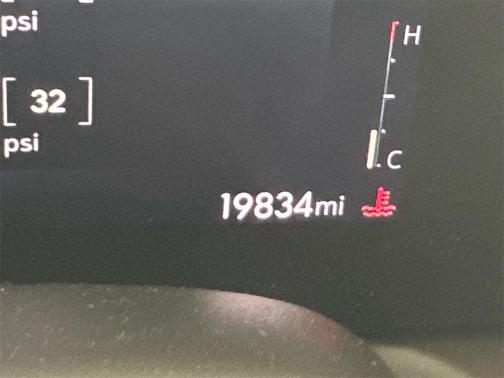 psi
H
[ 32 ]
psi
C
19834mi